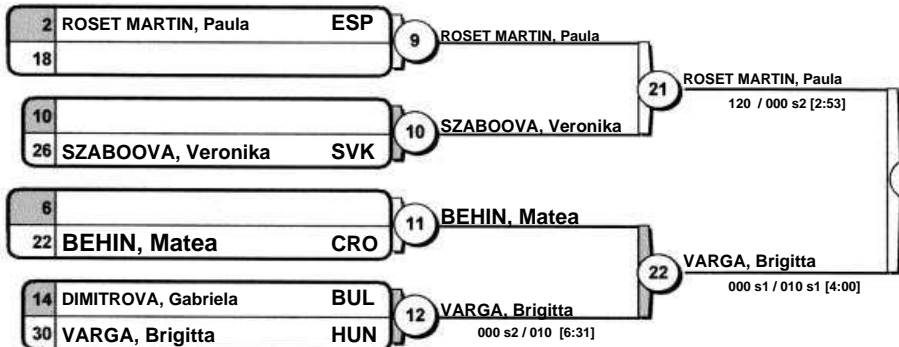 2 ROSET MARTIN, Paula ESP
18
9
ROSET MARTIN, Paula
10
26 SZABOOVA, Veronika SVK
10
SZABOOVA, Veronika
21
ROSET MARTIN, Paula
120 / 000 s2 [2:53]
6
22 BEHIN, Matea CRO
11
BEHIN, Matea
14 DIMITROVA, Gabriela BUL
30 VARGA, Brigitta HUN
12
VARGA, Brigitta
000 s2 / 010 [6:31]
22
VARGA, Brigitta
000 s1 / 010 s1 [4:00]